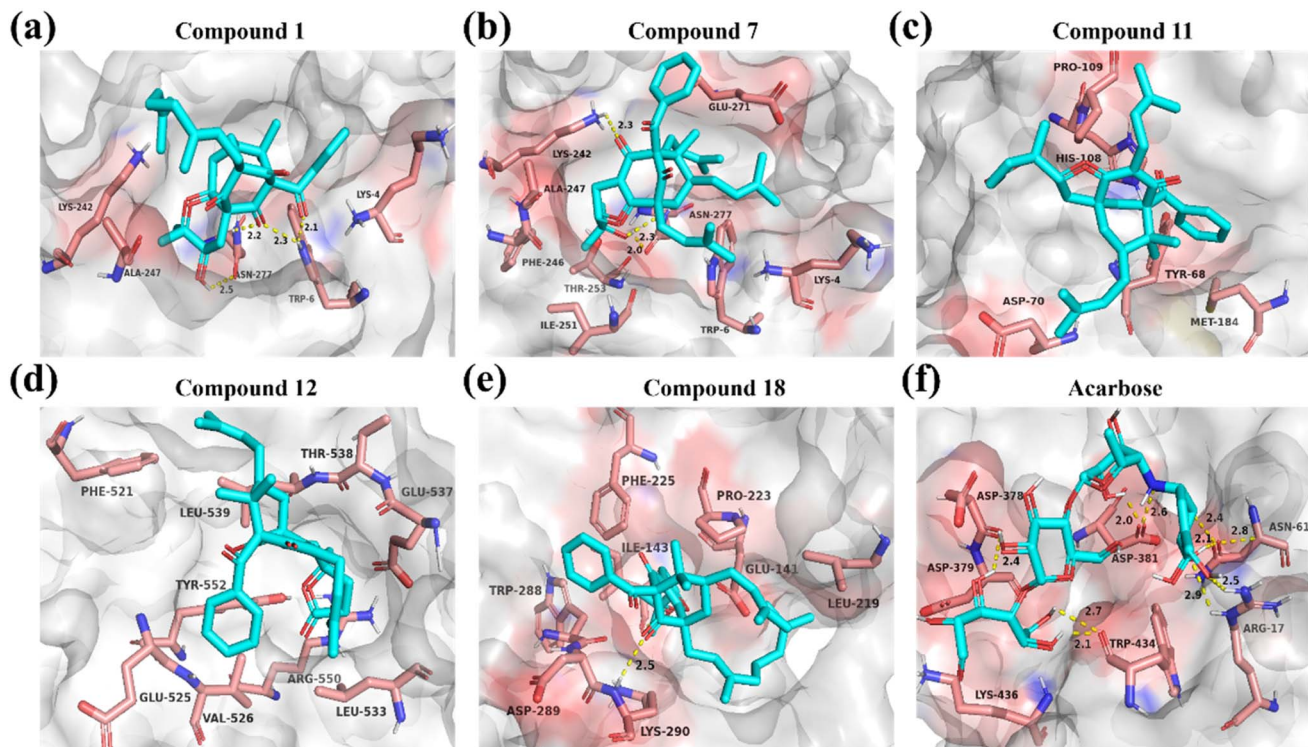 (a)
Compound 1
LYS-242
ALA-247
ASN-277
TRP-6
LYS-4
2.2
2.3
2.1
2.5
(b)
Compound 7
GLU-271
2.3
LYS-242
ALA-247
ASN-277
PHE-246
2.3
2.0
THR-253
LYS-4
ILE-251
TRP-6
(c)
Compound 11
PRO-109
HIS-108
TYR-68
ASP-70
MET-184
(d)
Compound 12
THR-538
PHE-521
GLU-537
LEU-539
TYR-552
ARG-550
GLU-525
VAL-526
LEU-533
(e)
Compound 18
PHE-225
PRO-223
ILE-143
GLU-141
TRP-288
LEU-219
2.5
ASP-289
LYS-290
(f)
Acarbose
ASP-378
2.0
2.6
2.4
2.1
2.8
ASN-61
ASP-381
2.4
ASP-379
2.9
2.5
2.7
ARG-17
2.1
TRP-434
LYS-436